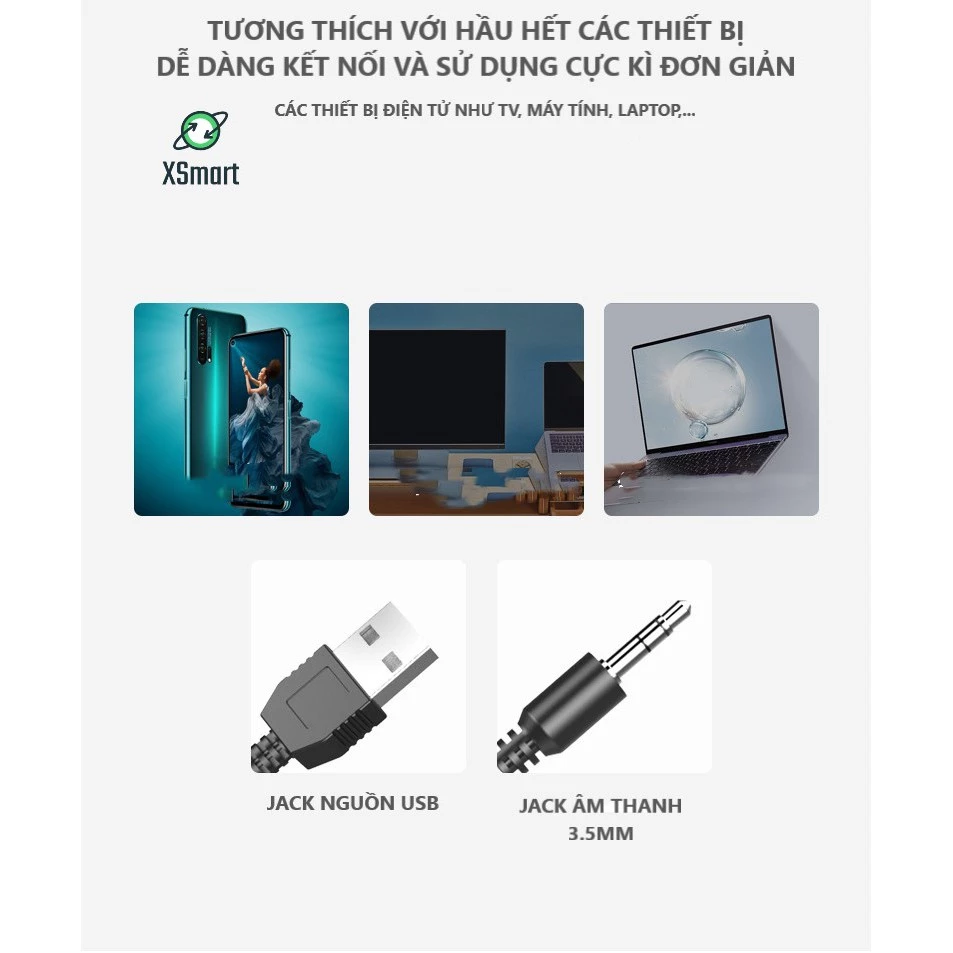 TƯƠNG THÍCH VỚI HẦU HẾT CÁC THIẾT BỊ
DỄ DÀNG KẾT NỐI VÀ SỬ DỤNG CỰC KÌ ĐƠN GIẢN
CÁC THIẾT BỊ ĐIỆN TỬ NHƯ TV, MÁY TÍNH, LAPTOP,...
XSmart
JACK NGUỒN USB
JACK ÂM THANH
3.5MM